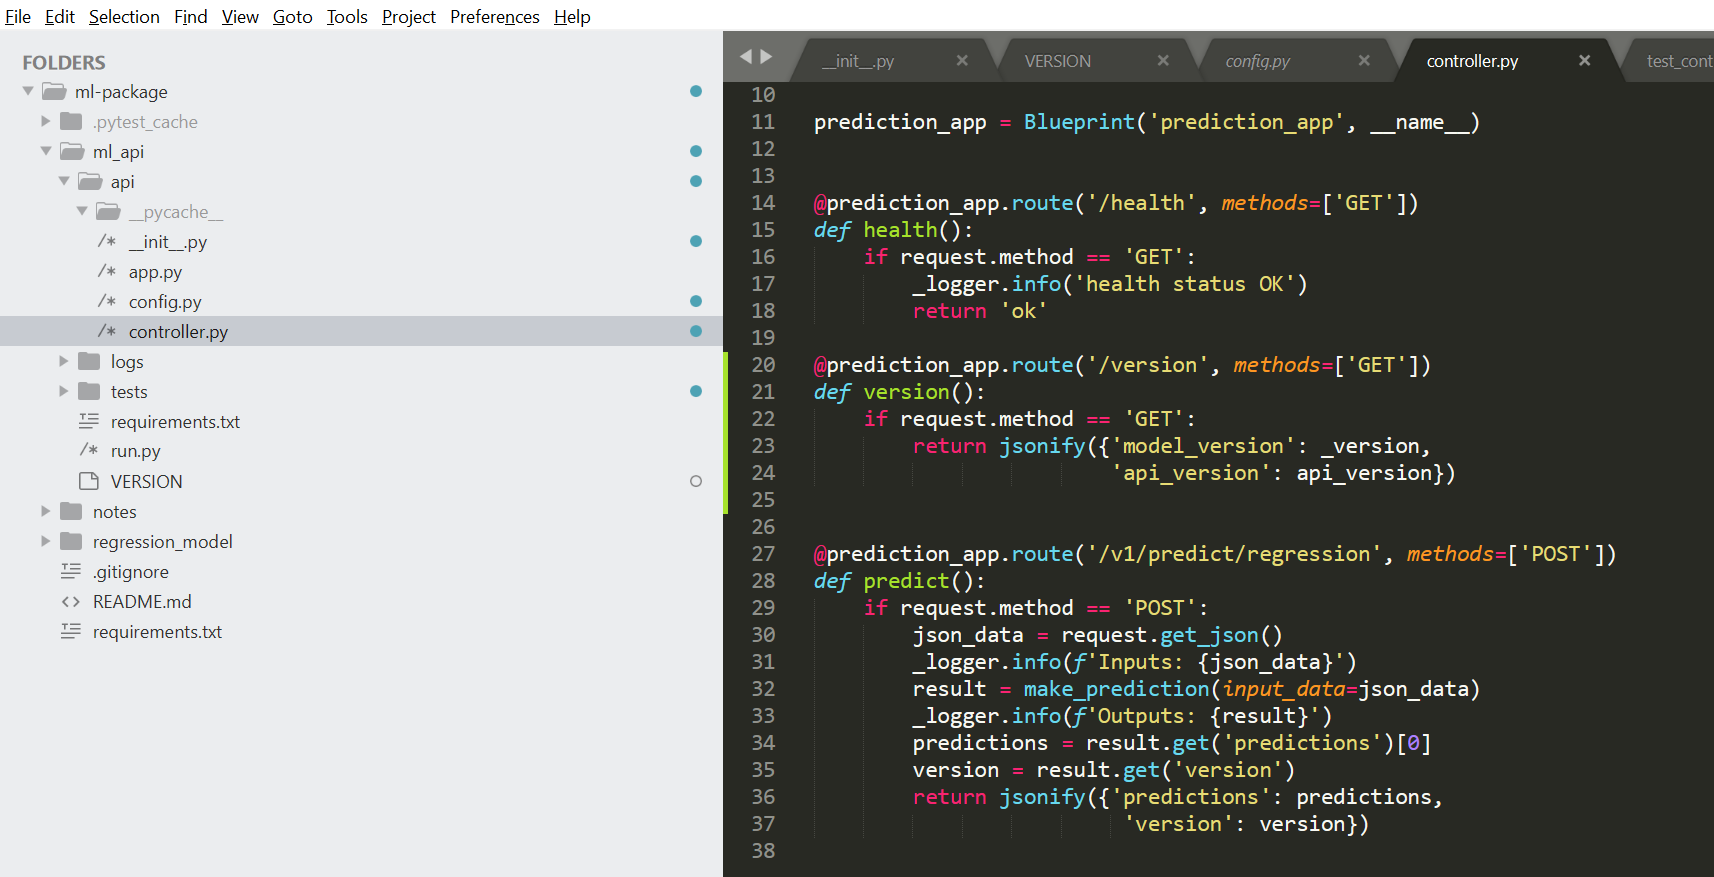 File Edit Selection Find View Goto Tools Project Preferences Help
FOLDERS
ml-package
.pytest_cache
ml_api
api
__pycache__
/* __init__.py
/* app.py
/* config.py
/* controller.py
logs
tests
requirements.txt
/* run.py
VERSION
notes
regression_model
.gitignore
<> README.md
requirements.txt
__init__.py × VERSION × config.py × controller.py × test_cont
10
11 prediction_app = Blueprint('prediction_app', __name__)
12
13
14 @prediction_app.route('/health', methods=['GET'])
15 def health():
16 if request.method == 'GET':
17 _logger.info('health status OK')
18 return 'ok'
19
20 @prediction_app.route('/version', methods=['GET'])
21 def version():
22 if request.method == 'GET':
23 return jsonify({'model_version': _version,
24 'api_version': api_version})
25
26
27 @prediction_app.route('/v1/predict/regression', methods=['POST'])
28 def predict():
29 if request.method == 'POST':
30 json_data = request.get_json()
31 _logger.info(f'Inputs: {json_data}')
32 result = make_prediction(input_data=json_data)
33 _logger.info(f'Outputs: {result}')
34 predictions = result.get('predictions')[0]
35 version = result.get('version')
36 return jsonify({'predictions': predictions,
37 'version': version})
38